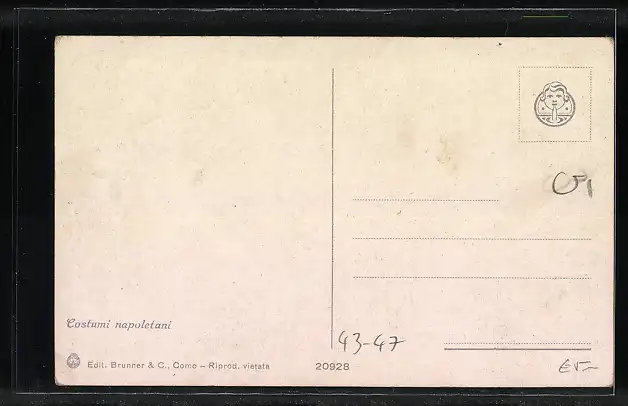 Costumi napoletani
Edit. Brunner & C., Como – Riprod. vietata
20928
43-47